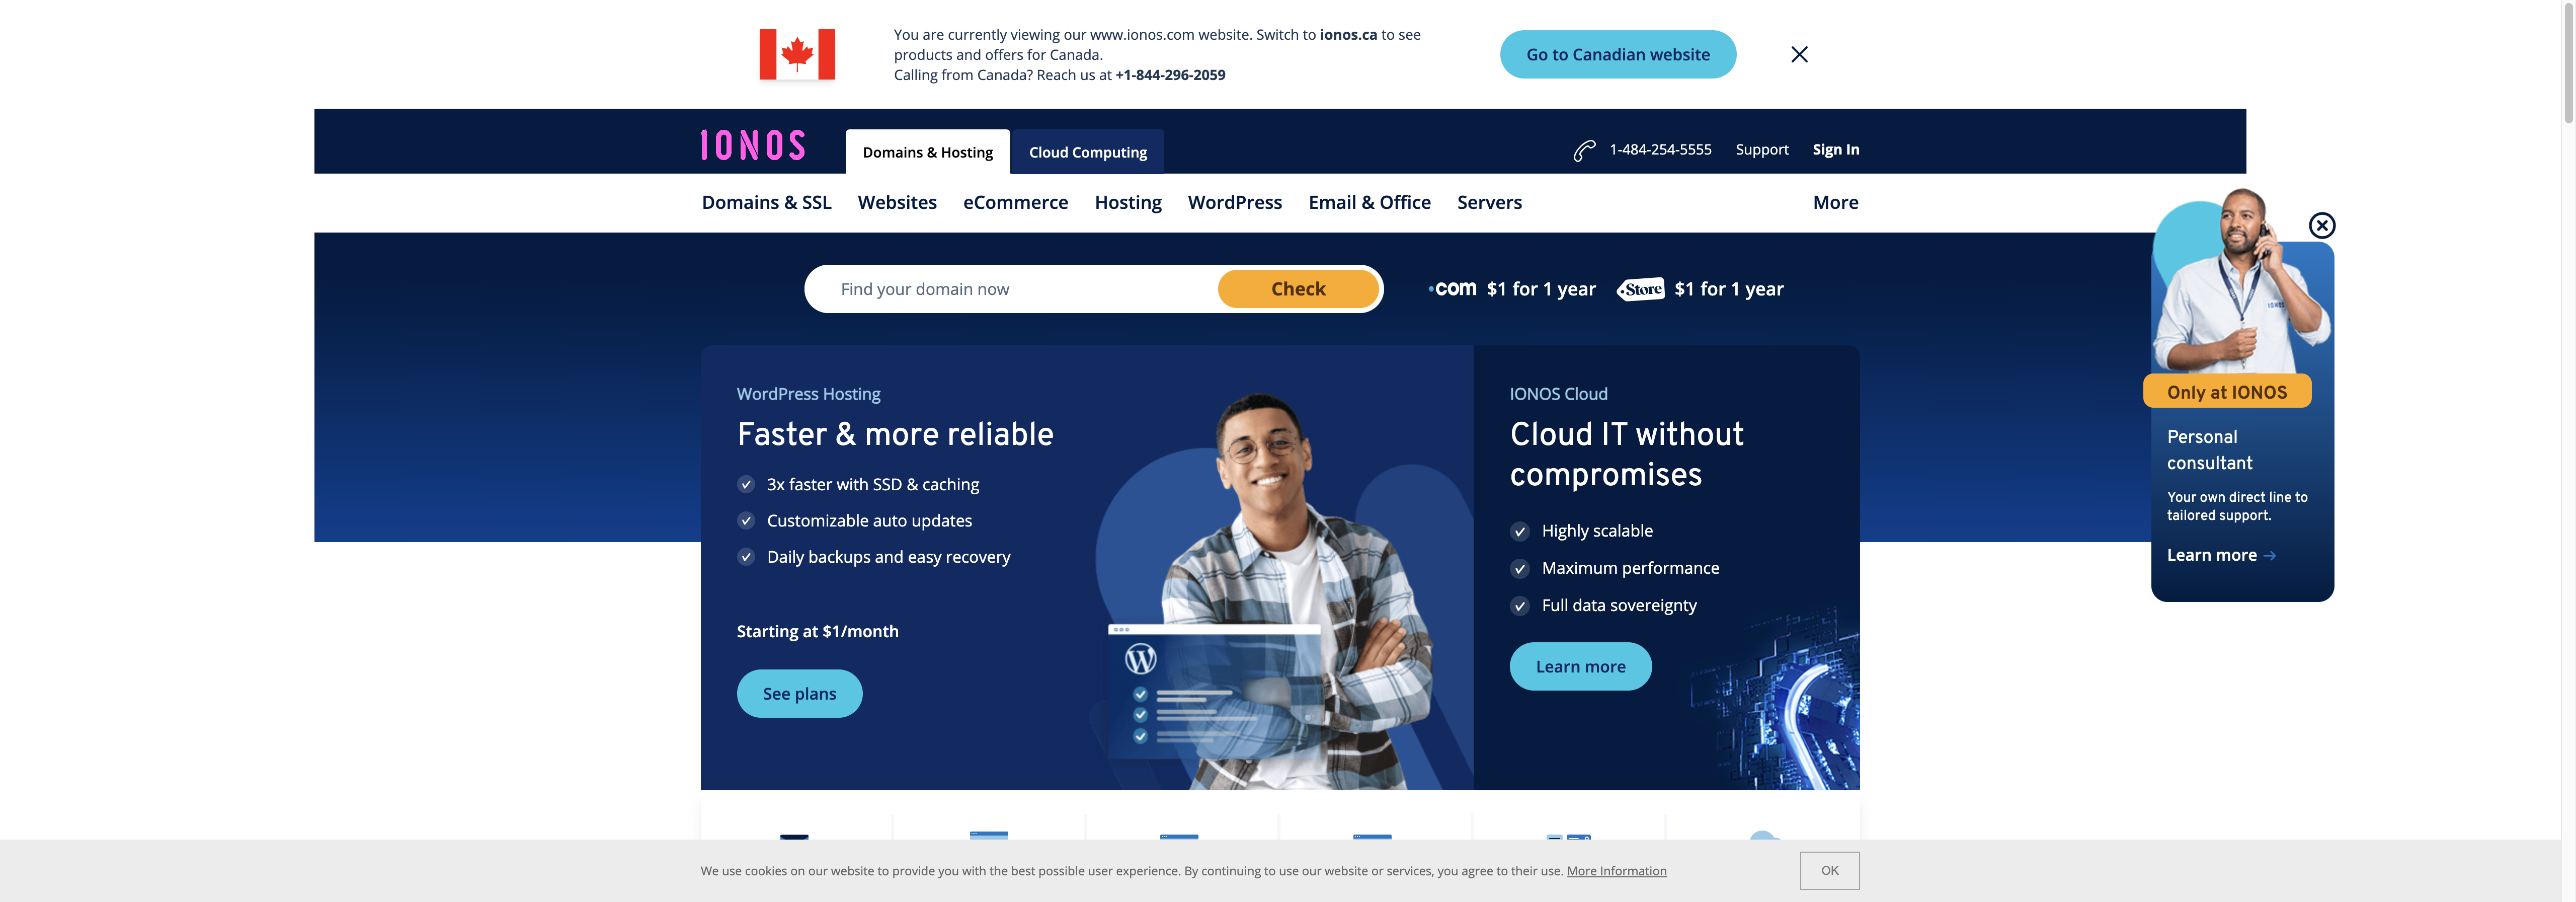 You are currently viewing our www.ionos.com website. Switch to ionos.ca to see
products and offers for Canada.
Calling from Canada? Reach us at +1-844-296-2059
Go to Canadian website
IONOS
Domains & Hosting
Cloud Computing
1-484-254-5555
Support
Sign In
Domains & SSL
Websites
eCommerce
Hosting
WordPress
Email & Office
Servers
More
Find your domain now
Check
.com $1 for 1 year
.Store $1 for 1 year
WordPress Hosting
Faster & more reliable
3x faster with SSD & caching
Customizable auto updates
Daily backups and easy recovery
Starting at $1/month
See plans
IONOS Cloud
Cloud IT without
compromises
Highly scalable
Maximum performance
Full data sovereignty
Learn more
IONOS
Only at IONOS
Personal
consultant
Your own direct line to
tailored support.
Learn more →
We use cookies on our website to provide you with the best possible user experience. By continuing to use our website or services, you agree to their use. More Information
OK